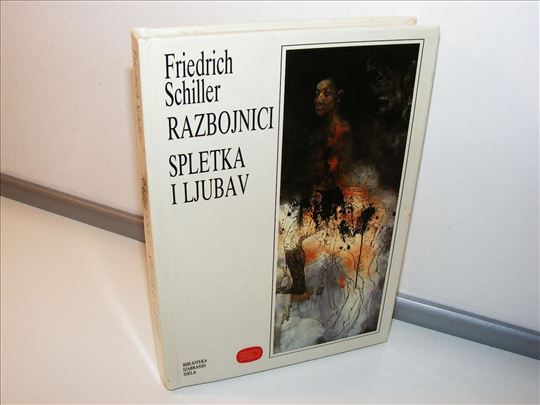 Friedrich
Schiller
RAZBOJNICI
SPLETKA
I LJUBAV
BIBLIOTEKA
IZABRANIH
DJELA